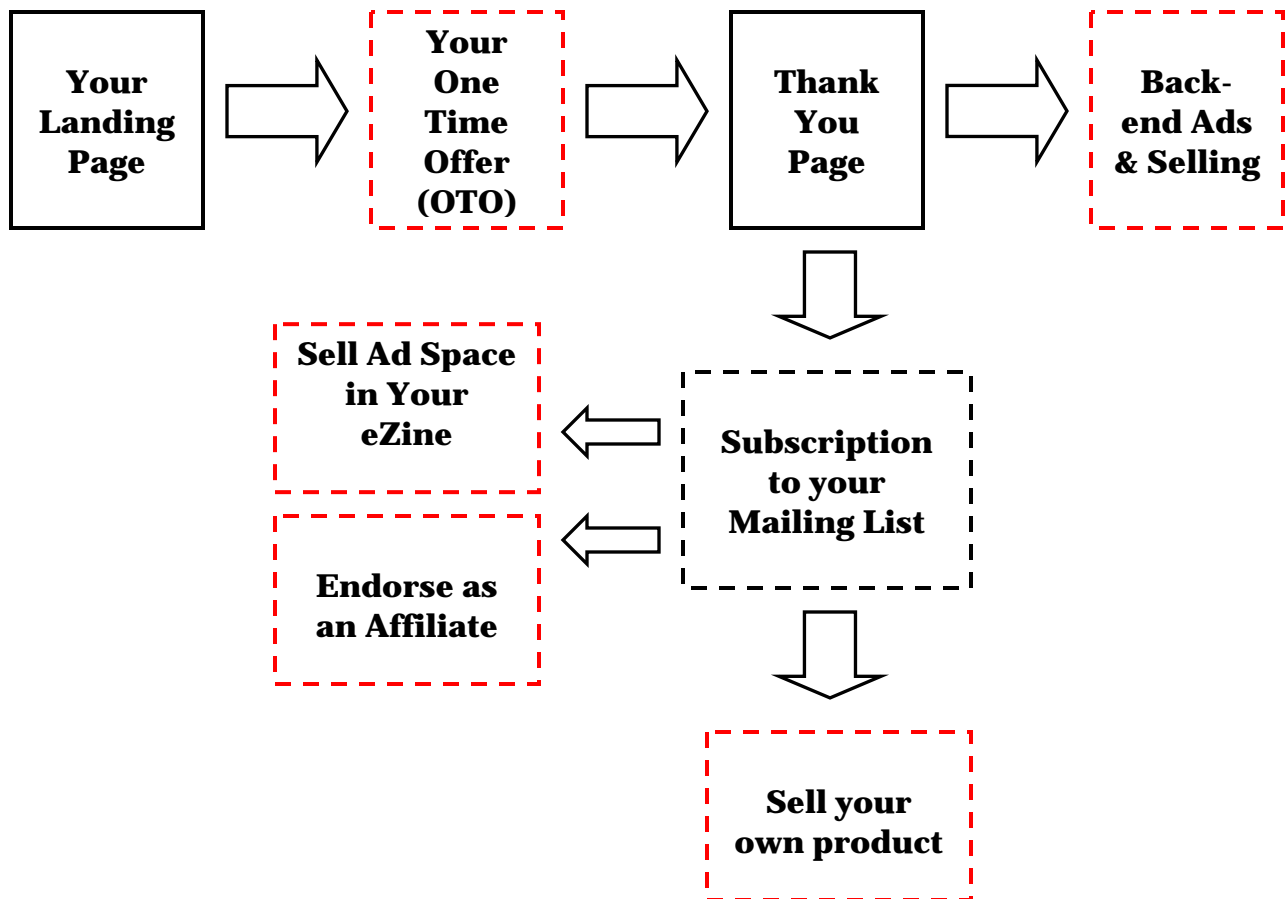 Your
Landing
Page
Your
One
Time
Offer
(OTO)
Thank
You
Page
Back-
end Ads
& Selling
Sell Ad Space
in Your
eZine
Subscription
to your
Mailing List
Endorse as
an Affiliate
Sell your
own product